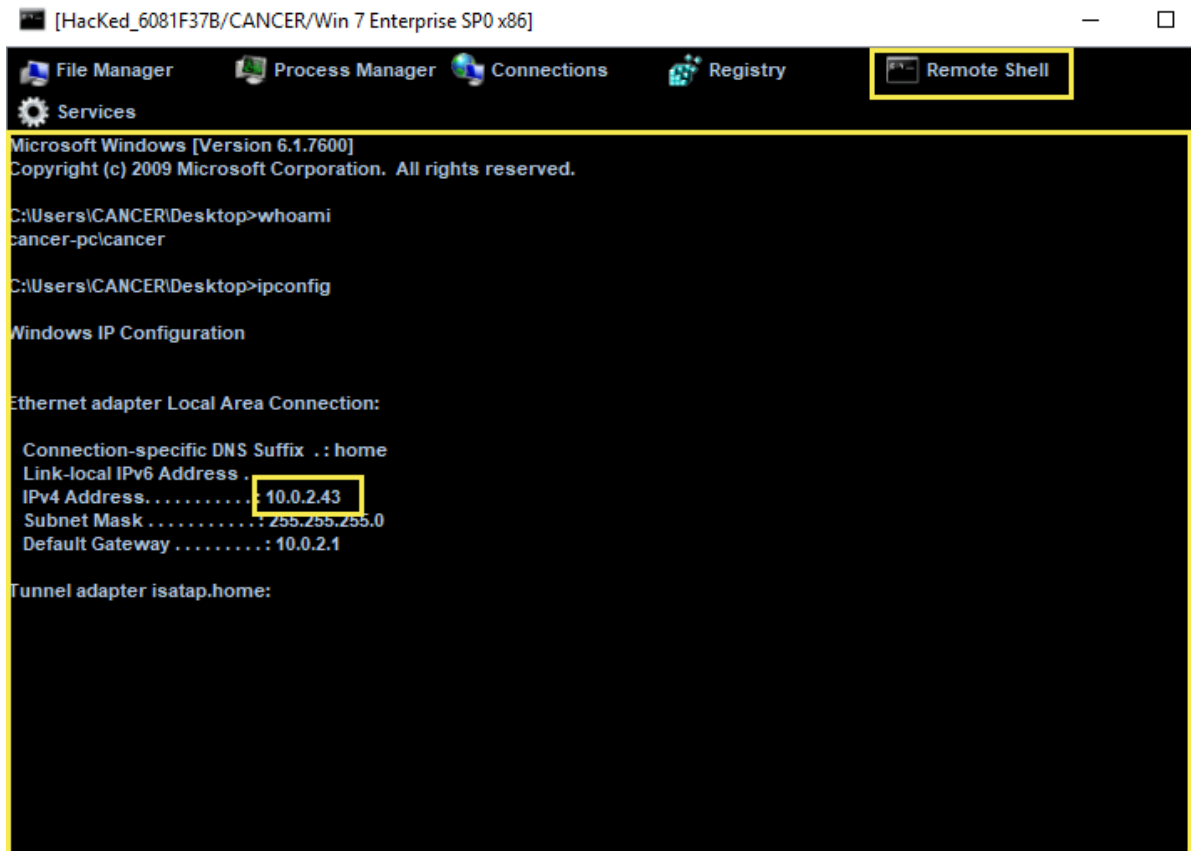 [HacKed_6081F37B/CANCER/Win 7 Enterprise SP0 x86]
File Manager Process Manager Connections Registry Remote Shell
Services
Microsoft Windows [Version 6.1.7600]
Copyright (c) 2009 Microsoft Corporation. All rights reserved.
C:\Users\CANCER\Desktop>whoami
cancer-pc\cancer
C:\Users\CANCER\Desktop>ipconfig
Windows IP Configuration
Ethernet adapter Local Area Connection:
Connection-specific DNS Suffix . : home
Link-local IPv6 Address .
IPv4 Address. . . . . . . . . . . : 10.0.2.43
Subnet Mask . . . . . . . . . . . : 255.255.255.0
Default Gateway . . . . . . . . . : 10.0.2.1
Tunnel adapter isatap.home: